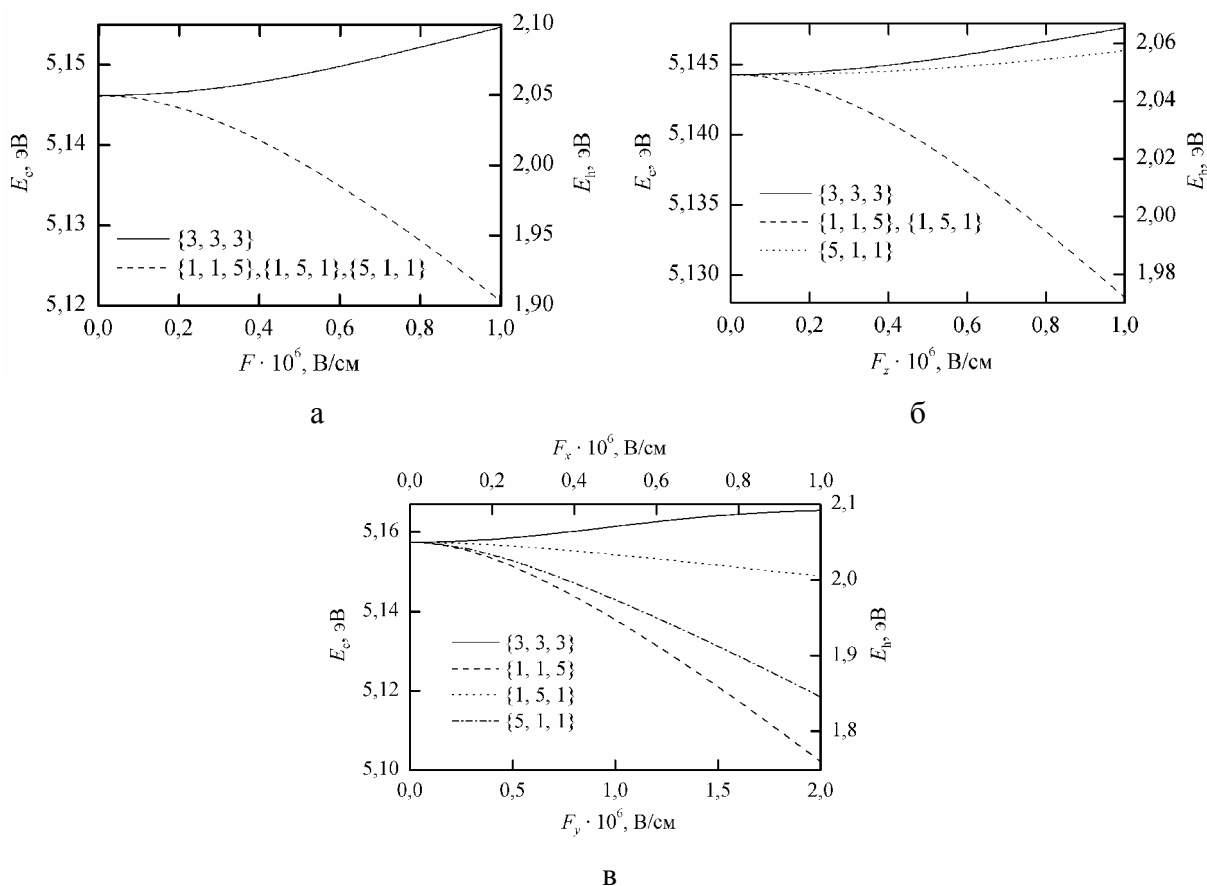 2,10
5,15
2,05
5,14
2,00
5,13
1,95
5,12
1,90
E_e, эВ
E_h, эВ
{3, 3, 3}
{1, 1, 5},{1, 5, 1},{5, 1, 1}
0,0 0,2 0,4 0,6 0,8 1,0
F · 10⁶, В/см
а
5,145
2,06
5,140
2,04
5,135
2,02
2,00
5,130
1,98
E_e, эВ
E_h, эВ
{3, 3, 3}
{1, 1, 5}, {1, 5, 1}
{5, 1, 1}
0,0 0,2 0,4 0,6 0,8 1,0
F_z · 10⁶, В/см
б
F_x · 10⁶, В/см
0,0 0,2 0,4 0,6 0,8 1,0
5,16
2,1
5,14
2,0
5,12
1,9
5,10
1,8
E_e, эВ
E_h, эВ
{3, 3, 3}
{1, 1, 5}
{1, 5, 1}
{5, 1, 1}
0,0 0,5 1,0 1,5 2,0
F_y · 10⁶, В/см
в